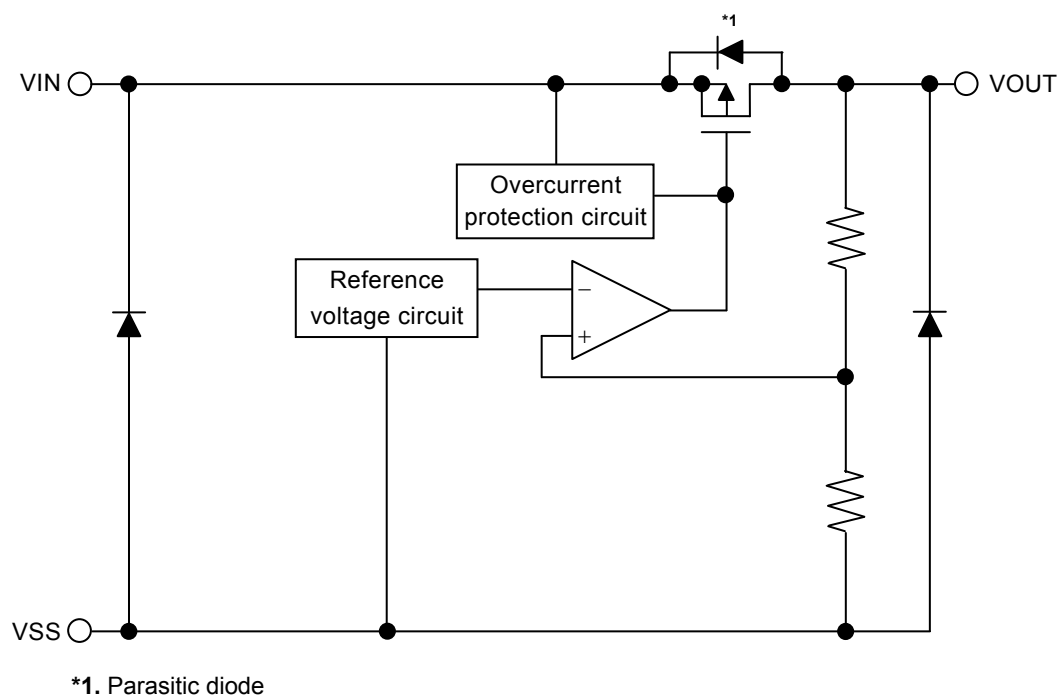 *1
VIN
VOUT
Overcurrent
protection circuit
Reference
voltage circuit
−
+
VSS
*1. Parasitic diode